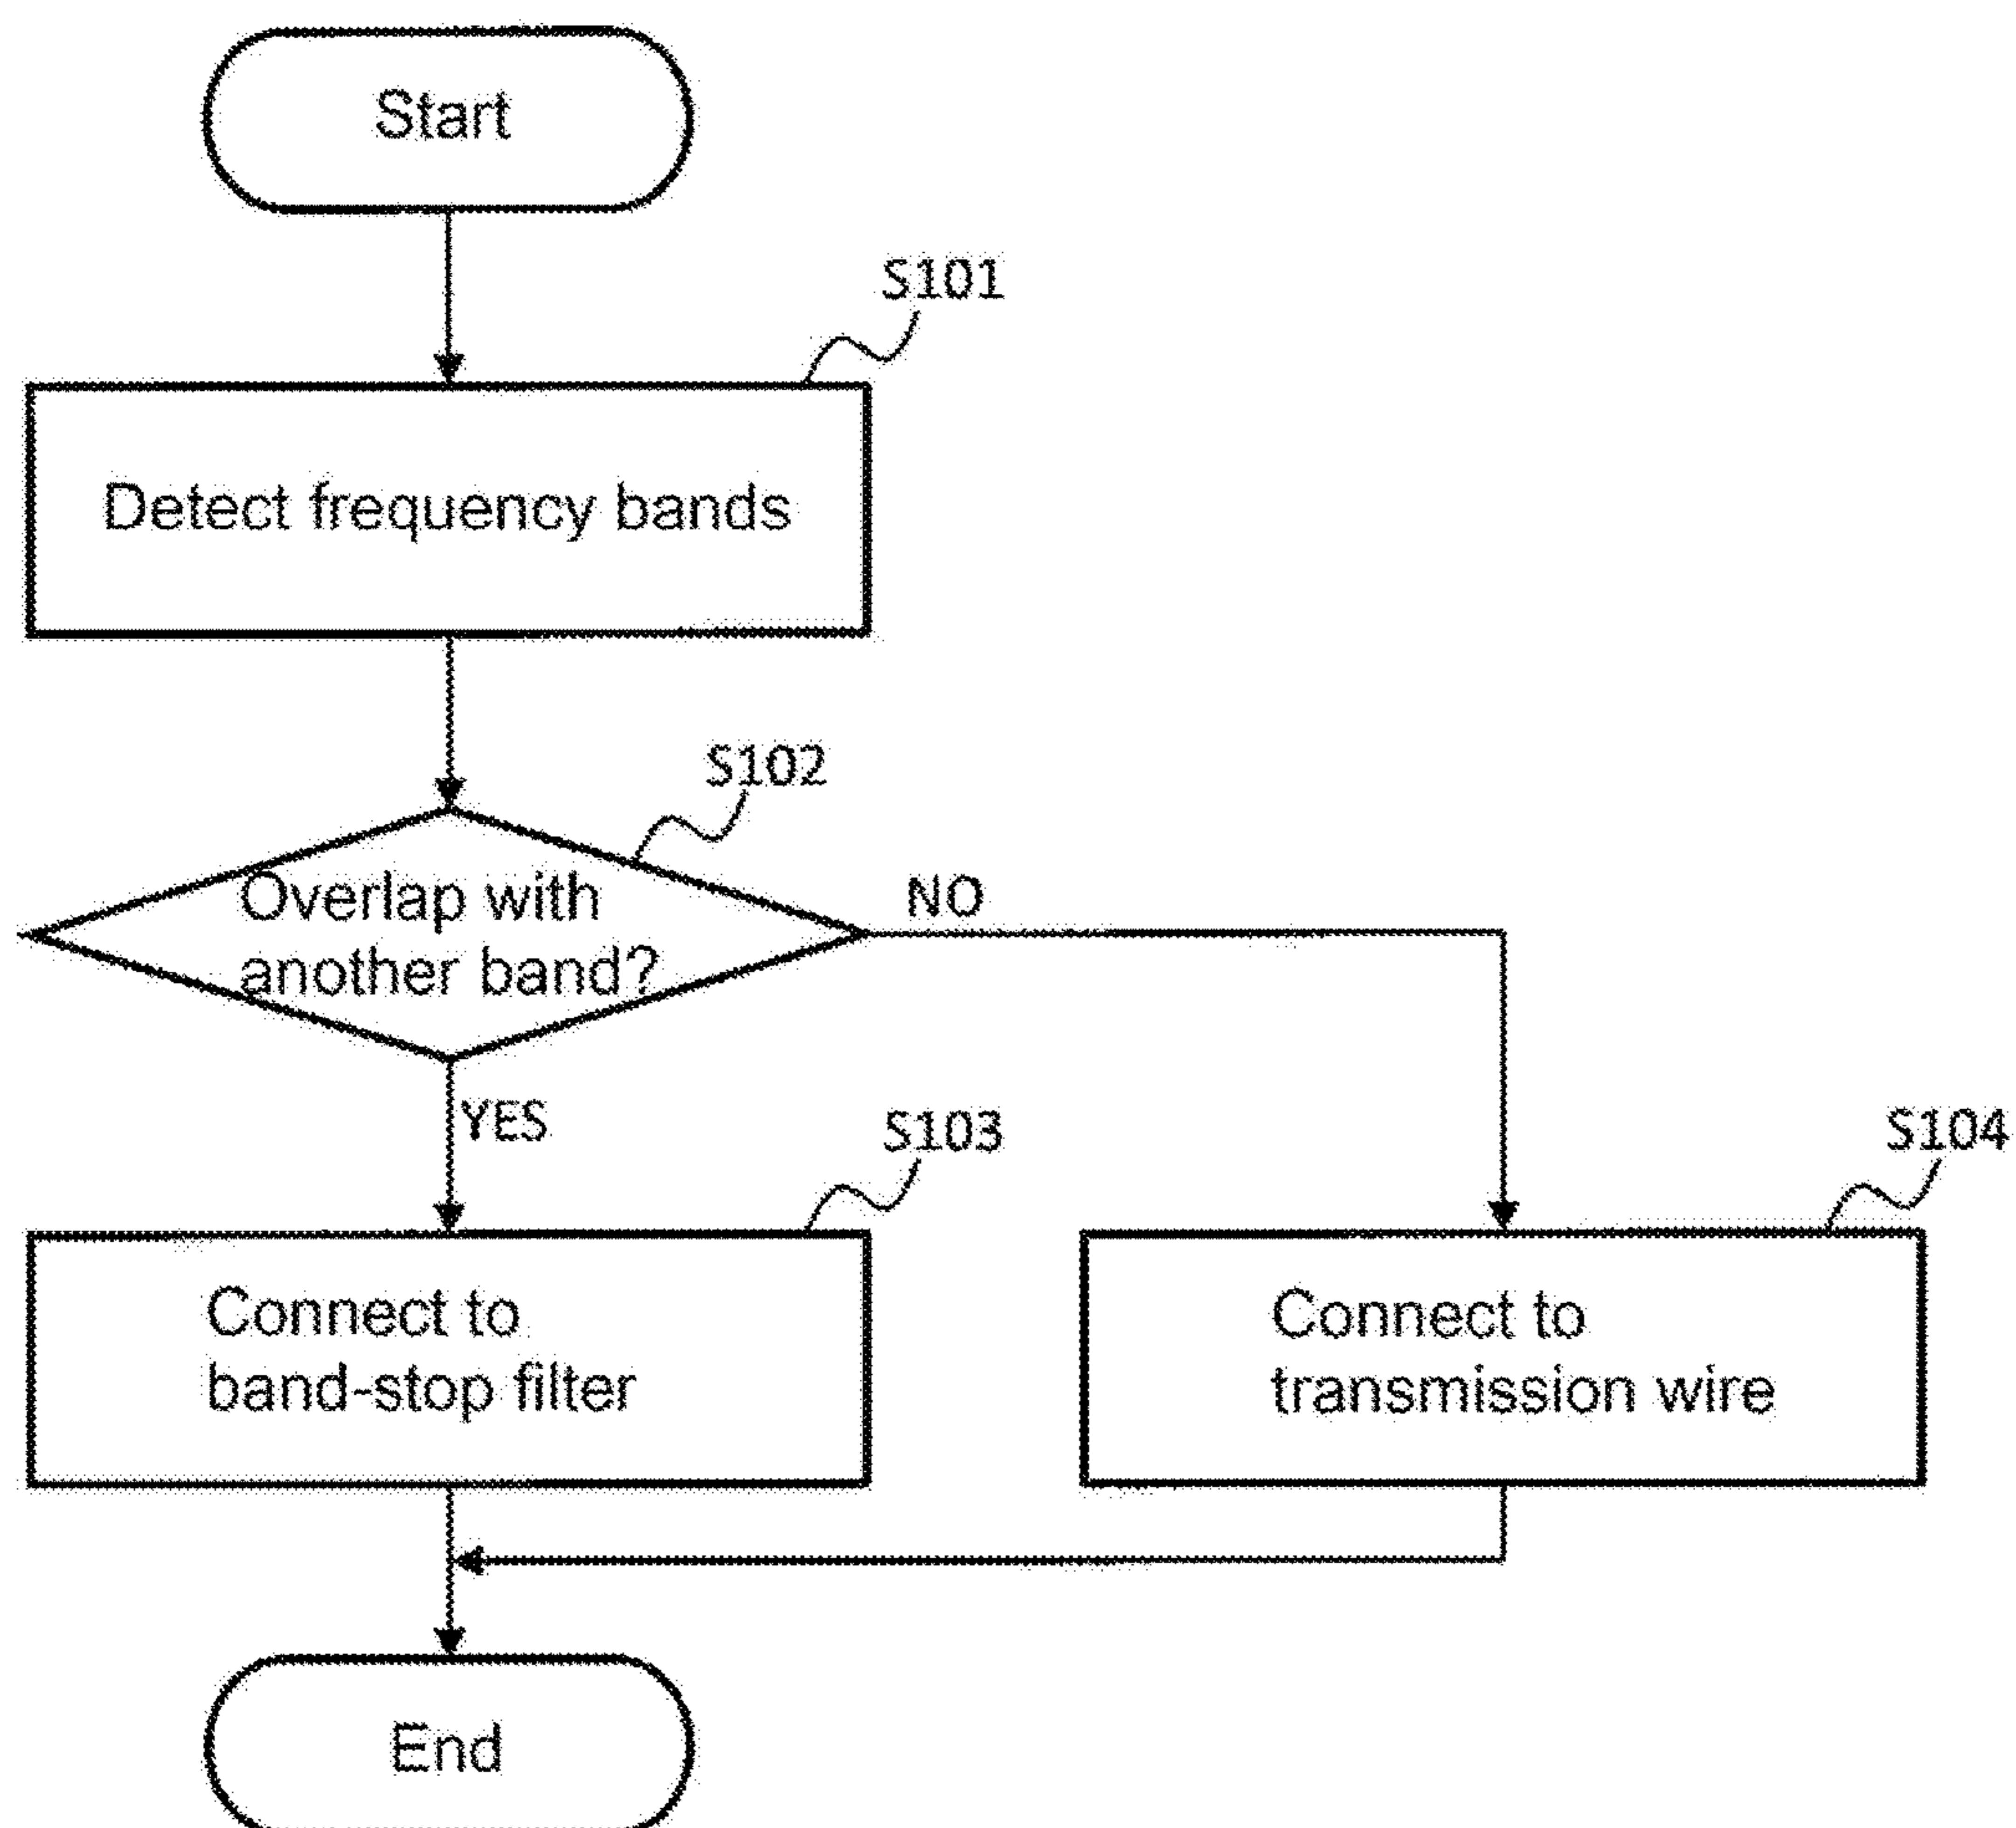 Start
S101
Detect frequency bands
S102
Overlap with
another band?
NO
YES
S103
Connect to
band-stop filter
S104
Connect to
transmission wire
End